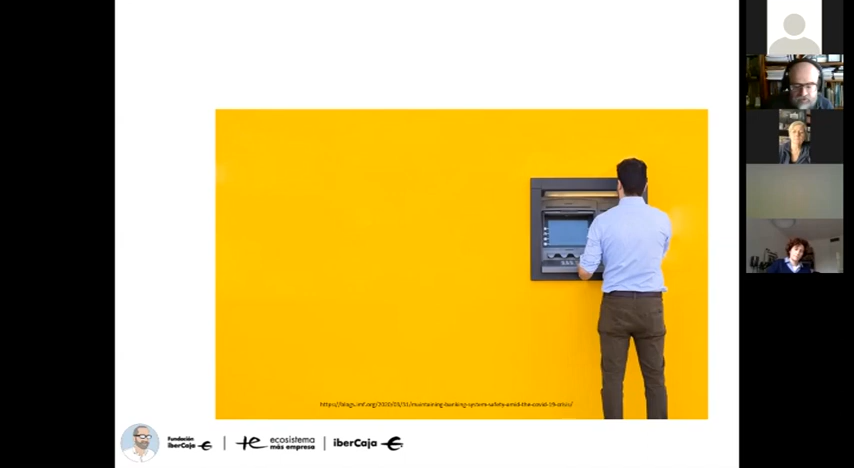 https://blogs.imf.org/2020/03/31/maintaining-banking-system-safety-amid-the-covid-19-crisis/
Fundación
iberCaja
ecosistema
más empresa
iberCaja